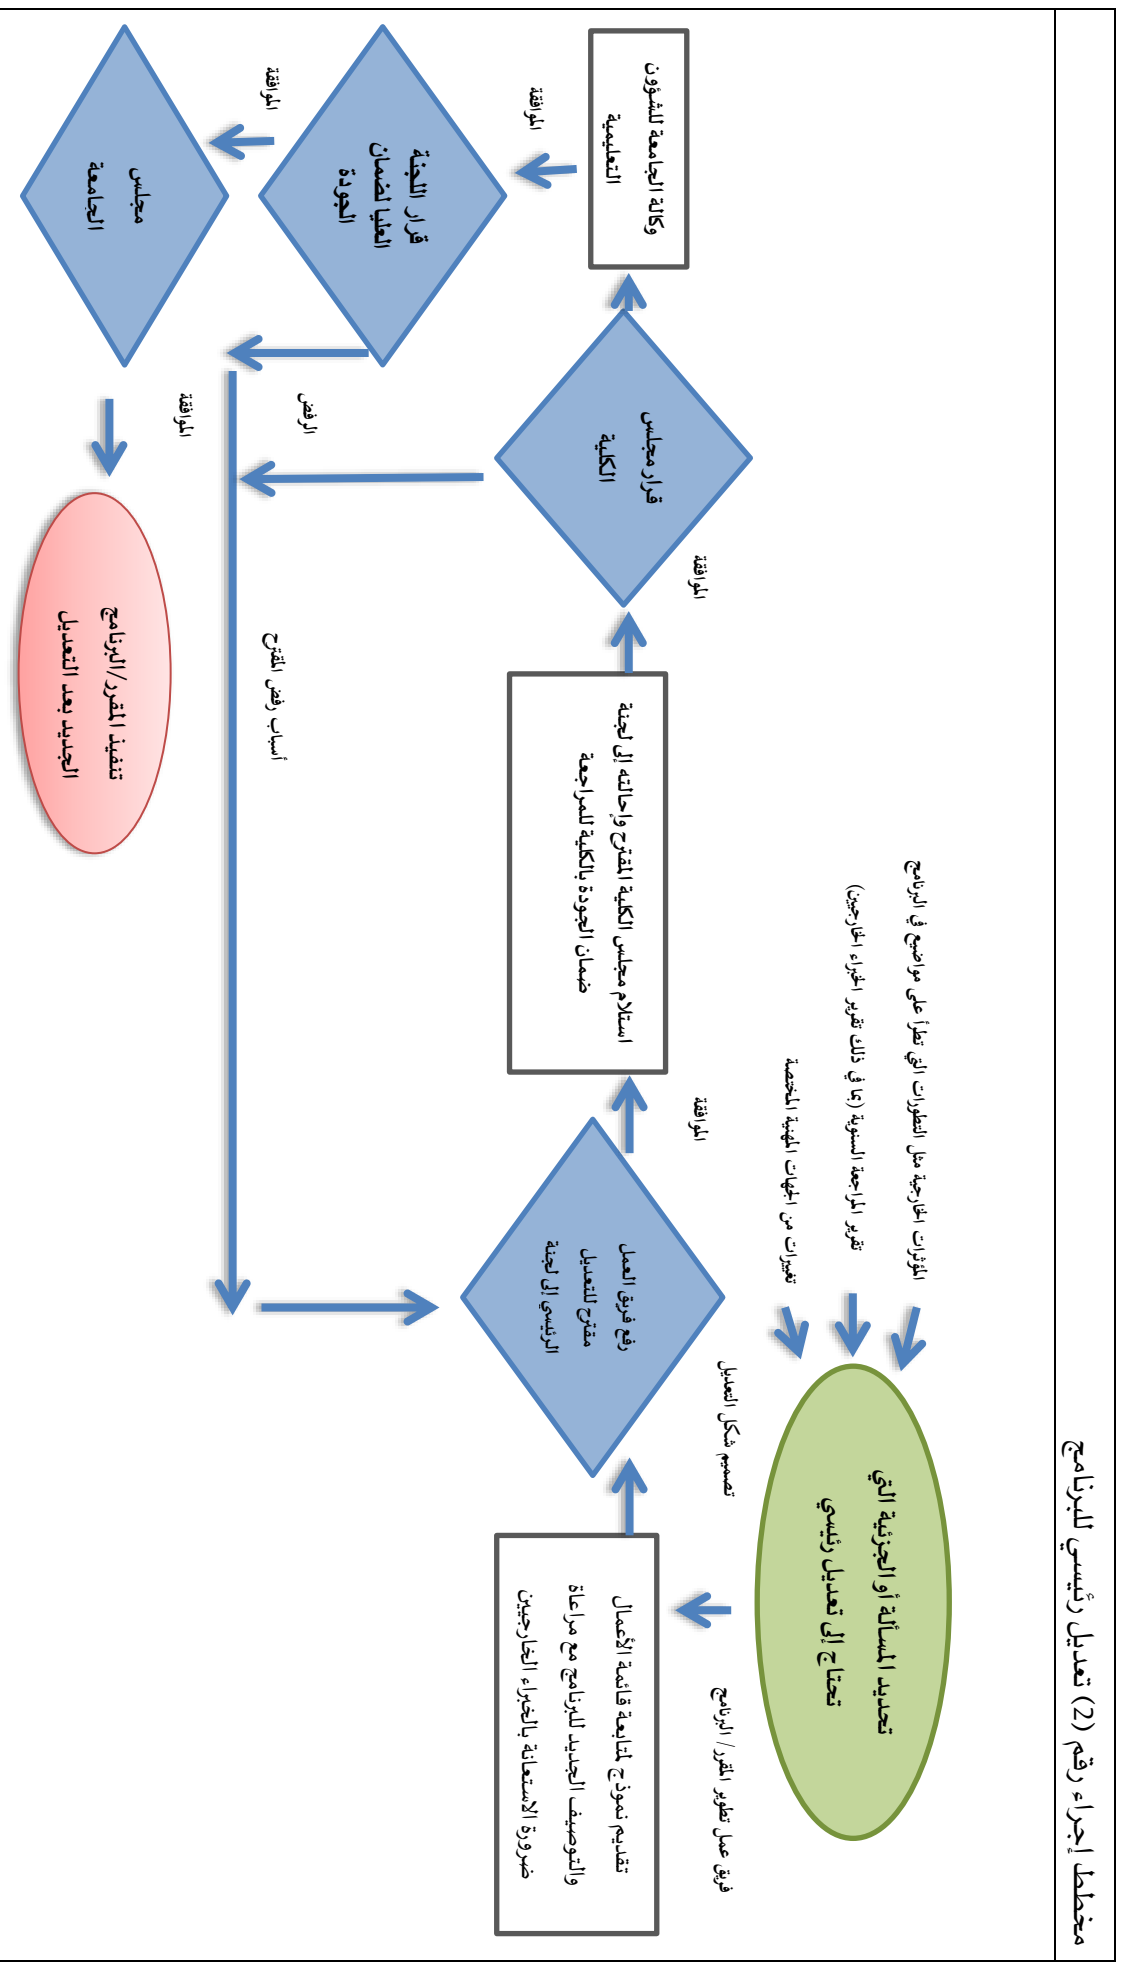 مخطط إجراء رقم (2) تعديل رئيسي للبرنامج
المؤثرات الخارجية مثل التطورات التي تطرأ على مواضيع في البرنامج
تقرير المراجعة السنوية (بما في ذلك تقرير الخبراء الخارجيين)
تغييرات من الجهات المهنية المختصة
تحديد المسألة أو الجزئية التي
تحتاج إلى تعديل رئيسي
فريق عمل تطوير المقرر/ البرنامج
تقديم نموذج لمتابعة قائمة الأعمال
والتوصيف الجديد للبرنامج مع مراعاة
ضرورة الاستعانة بالخبراء الخارجيين
تصميم شكل التعديل
رفع فريق العمل
مقترح للتعديل
الرئيسي إلى لجنة
الموافقة
استلام مجلس الكلية المقترح وإحالته إلى لجنة
ضمان الجودة بالكلية للمراجعة
الموافقة
قرار مجلس
الكلية
وكالة الجامعة للشؤون
التعليمية
الموافقة
قرار اللجنة
العليا لضمان
الجودة
الرفض
أسباب رفض المقترح
الموافقة
مجلس
الجامعة
الموافقة
تنفيذ المقرر/البرنامج
الجديد بعد التعديل